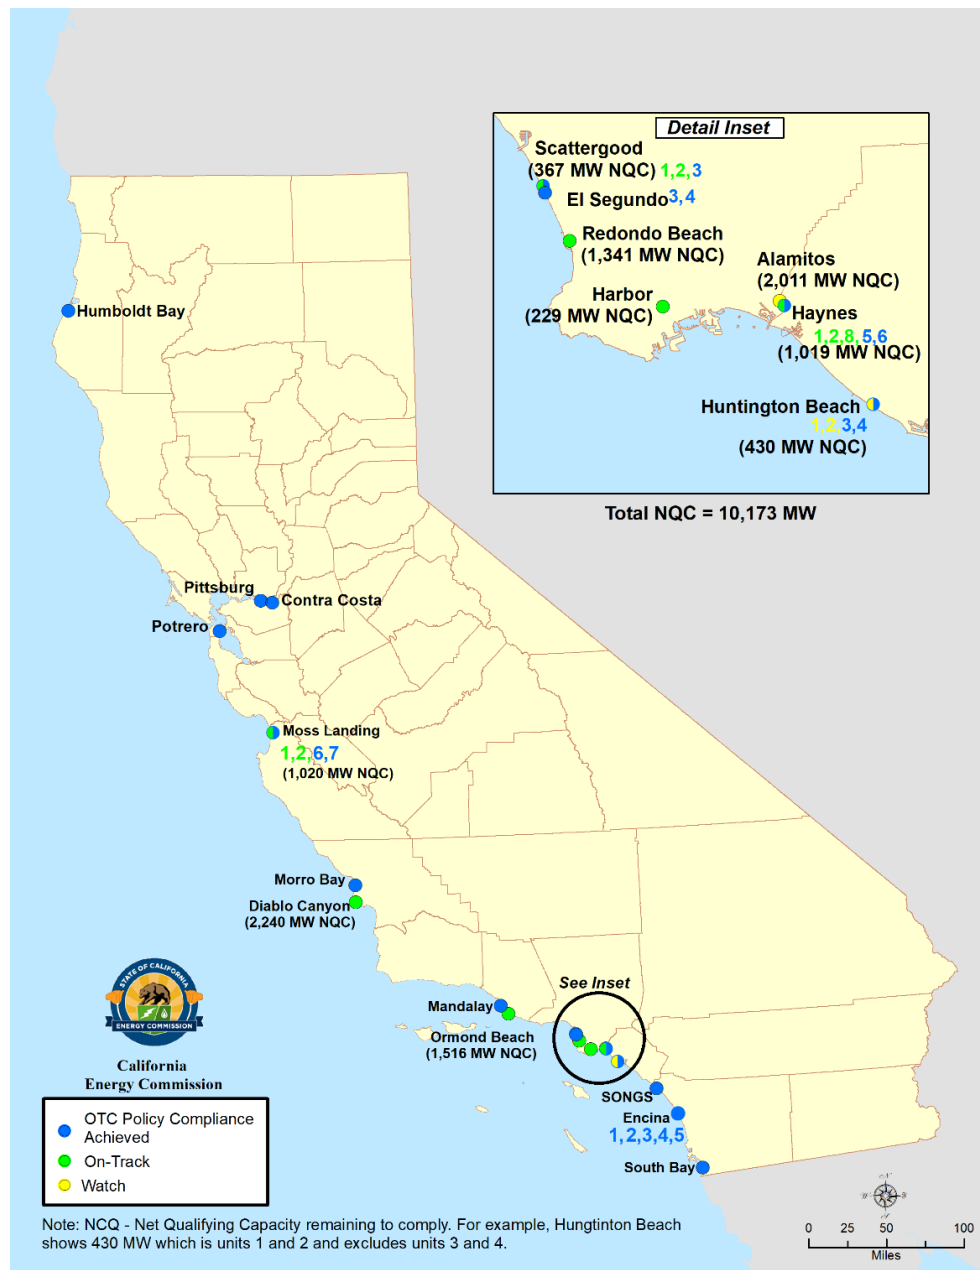 Detail Inset
Scattergood
(367 MW NQC) 1,2,3
El Segundo 3,4
Redondo Beach
(1,341 MW NQC)
Alamitos
(2,011 MW NQC)
Harbor
(229 MW NQC)
Haynes
1,2,8,5,6
(1,019 MW NQC)
Huntington Beach
1,2,3,4
(430 MW NQC)
Total NQC = 10,173 MW
Humboldt Bay
Pittsburg
Contra Costa
Potrero
Moss Landing
1,2,6,7
(1,020 MW NQC)
Morro Bay
Diablo Canyon
(2,240 MW NQC)
See Inset
Mandalay
Ormond Beach
(1,516 MW NQC)
SONGS
Encina
1,2,3,4,5
South Bay
STATE OF CALIFORNIA
ENERGY COMMISSION
California
Energy Commission
OTC Policy Compliance
Achieved
On-Track
Watch
Note: NCQ - Net Qualifying Capacity remaining to comply. For example, Hungtinton Beach
shows 430 MW which is units 1 and 2 and excludes units 3 and 4.
N
W
E
S
0 25 50 100
Miles